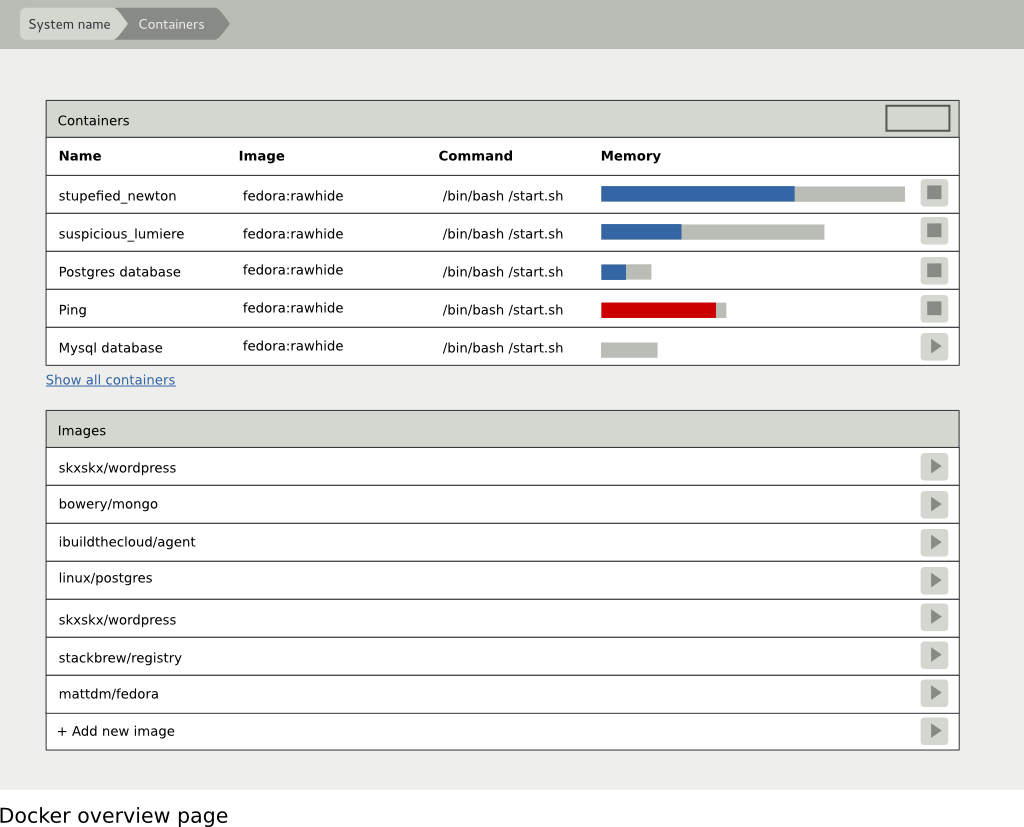 System name Containers
Containers
Name Image Command Memory
stupefied_newton fedora:rawhide /bin/bash /start.sh
suspicious_lumiere fedora:rawhide /bin/bash /start.sh
Postgres database fedora:rawhide /bin/bash /start.sh
Ping fedora:rawhide /bin/bash /start.sh
Mysql database fedora:rawhide /bin/bash /start.sh
Show all containers
Images
skxskx/wordpress
bowery/mongo
ibuildthecloud/agent
linux/postgres
skxskx/wordpress
stackbrew/registry
mattdm/fedora
+ Add new image
Docker overview page